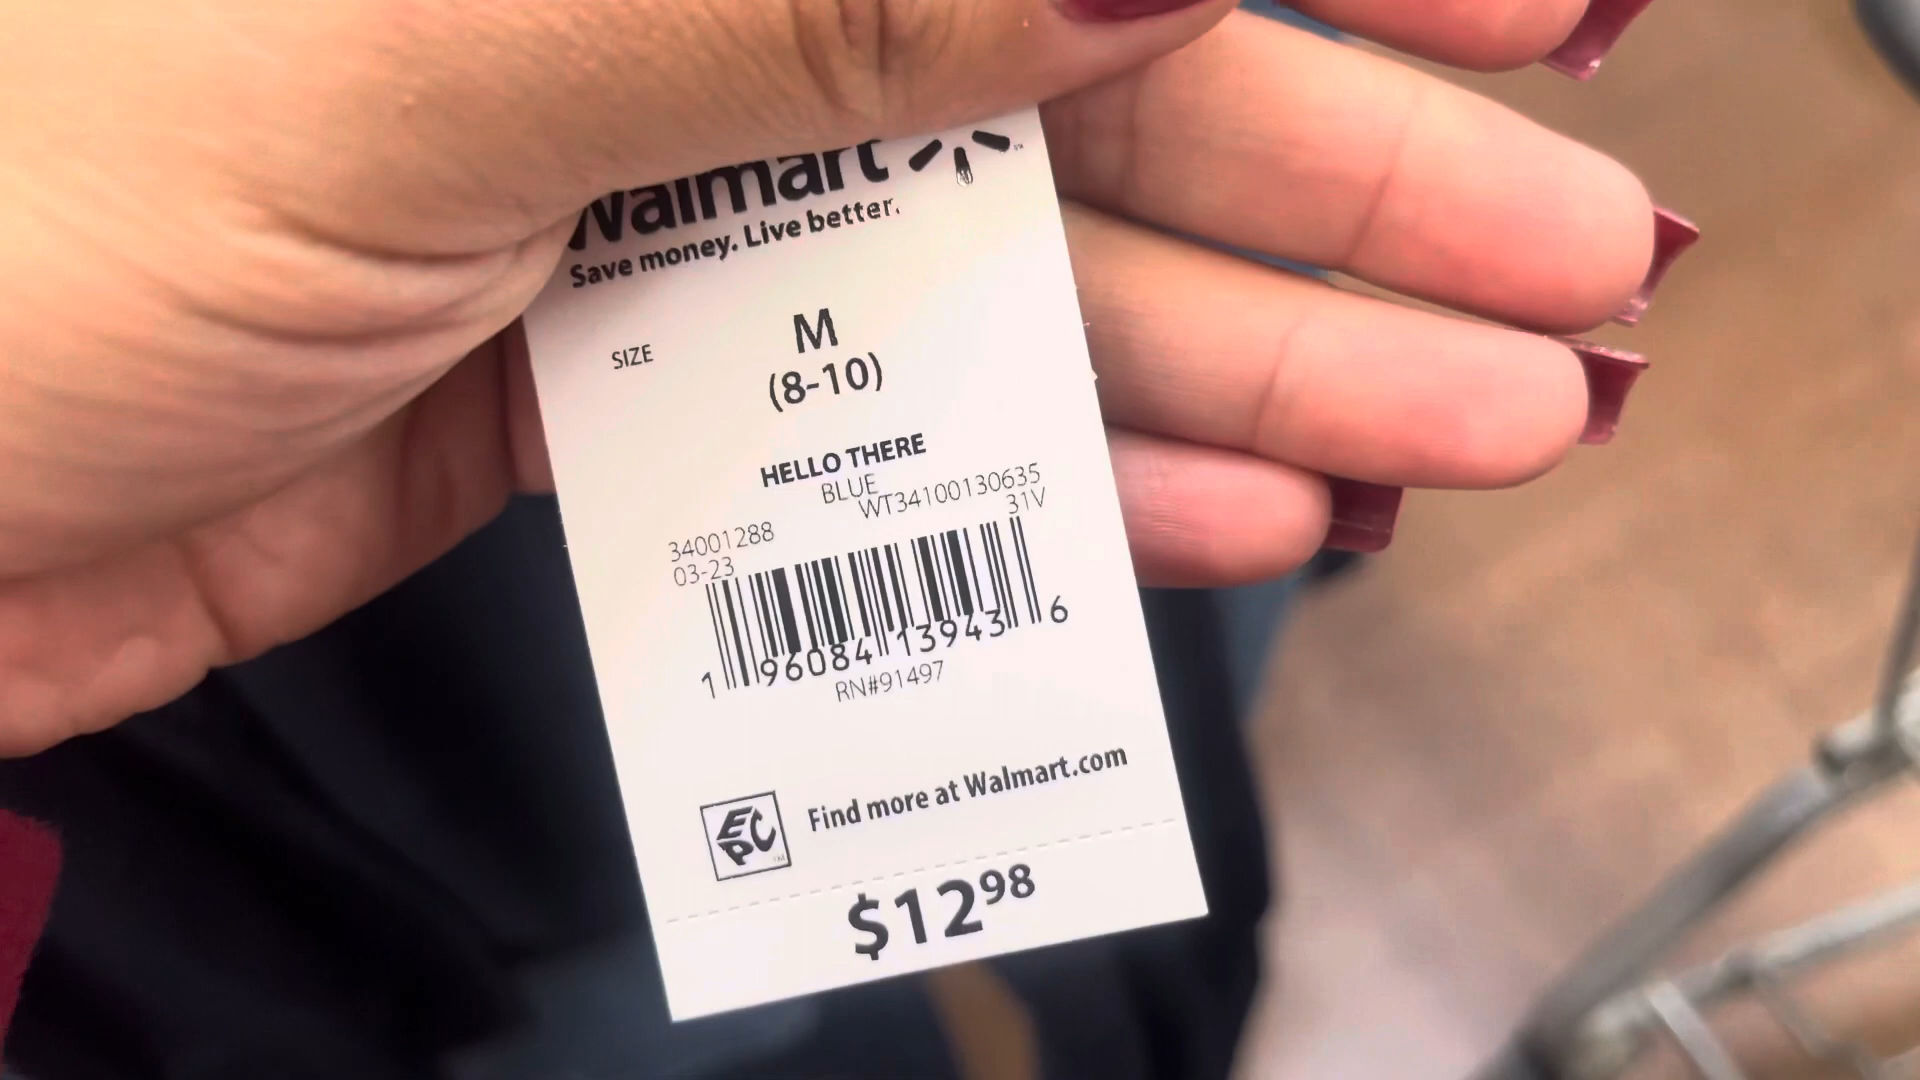 Walmart
Save money. Live better.
SIZE
M
(8-10)
HELLO THERE
BLUE
WT34100130635
31V
34001288
03-23
1 96084 13943 6
RN#91497
EPC ™
Find more at Walmart.com
$12 98